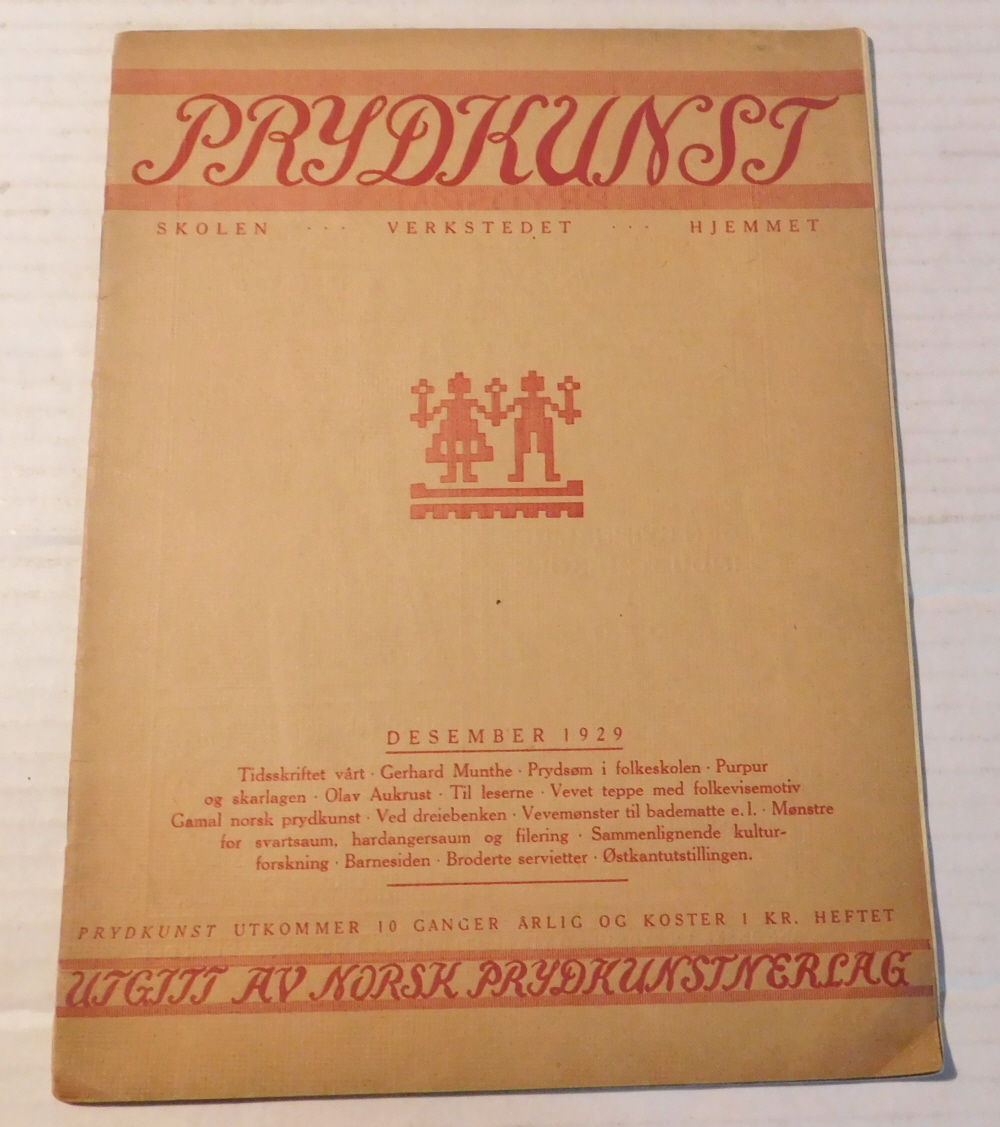 PRYDKUNST
SKOLEN · · · VERKSTEDET · · · HJEMMET
DESEMBER 1929
Tidsskriftet vårt · Gerhard Munthe · Prydsøm i folkeskolen · Purpur
og skarlagen · Olav Aukrust · Til leserne · Vevet teppe med folkevisemotiv
Gamal norsk prydkunst · Ved dreiebenken · Vevemønster til badematte e. l. · Mønstre
for svartsaum, hardangersaum og filering · Sammenlignende kultur-
forskning · Barnesiden · Broderte servietter · Østkantutstillingen.
PRYDKUNST UTKOMMER 10 GANGER ÅRLIG OG KOSTER 1 KR. HEFTET
UTGITT AV NORSK PRYDKUNSTNERLAG